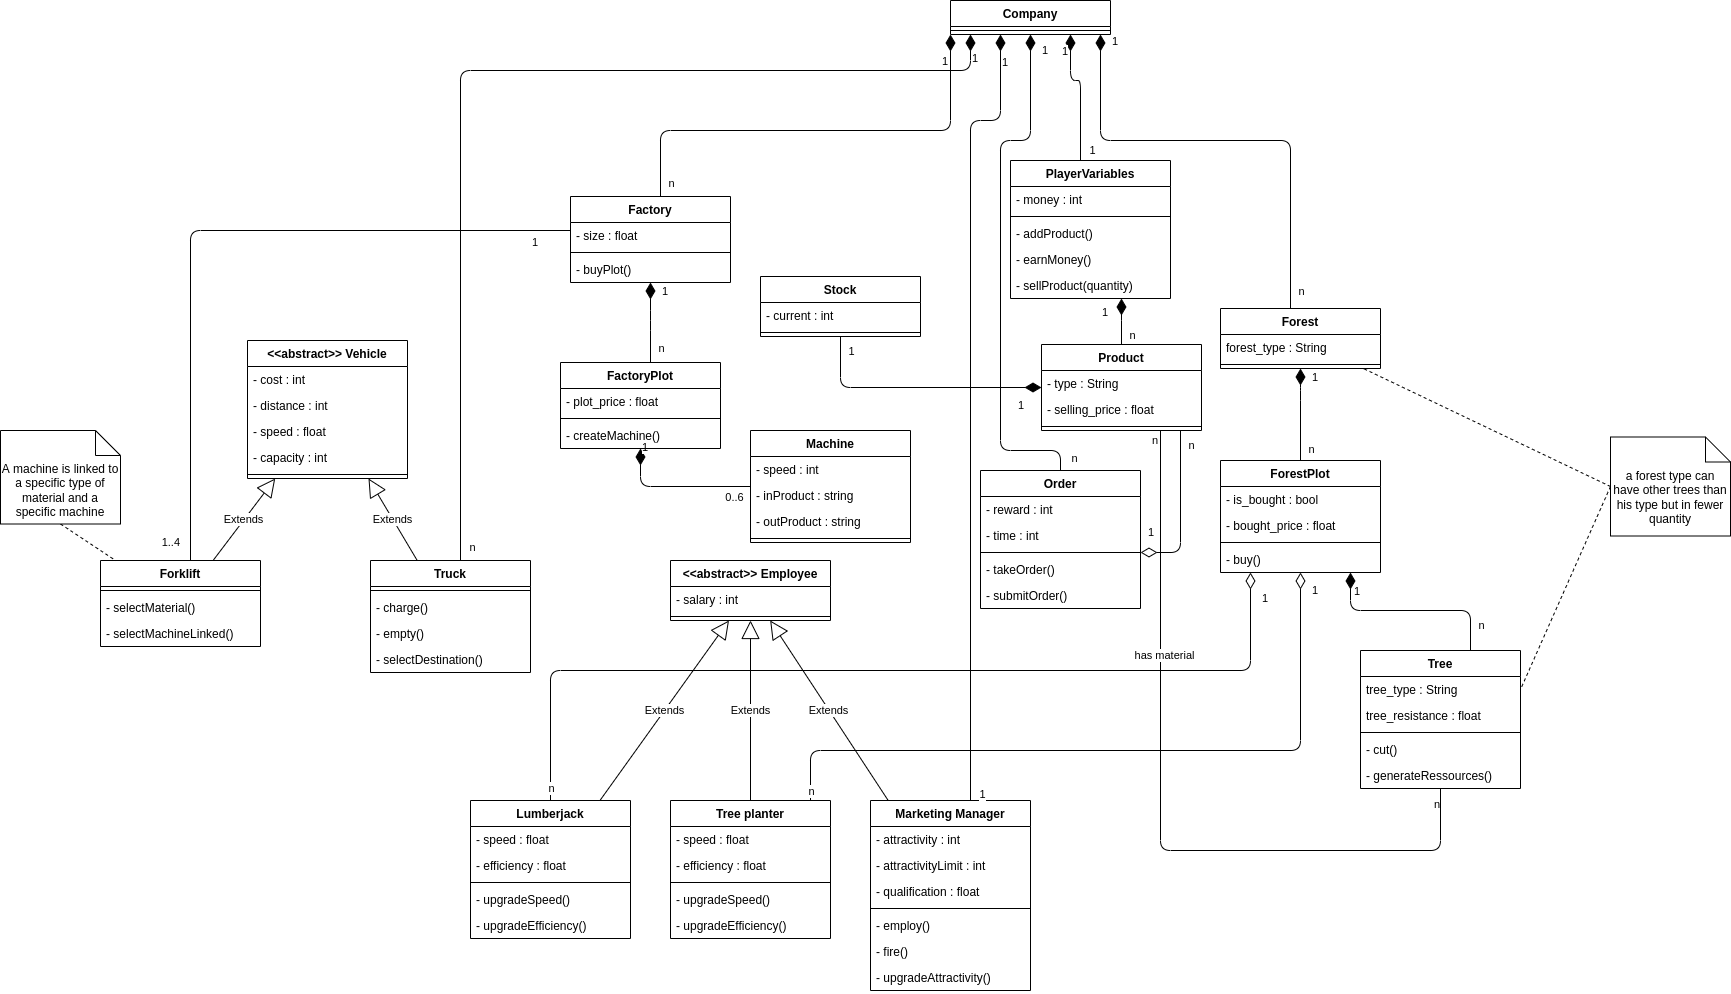 Company
1
1
1
1
1
1
n
1
n
Factory
- size : float
- buyPlot()
1
1
n
PlayerVariables
- money : int
- addProduct()
- earnMoney()
- sellProduct(quantity)
1
n
Stock
- current : int
1
1
Product
- type : String
- selling_price : float
n
n
n
Forest
forest_type : String
1
n
<<abstract>> Vehicle
- cost : int
- distance : int
- speed : float
- capacity : int
Extends
Extends
FactoryPlot
- plot_price : float
- createMachine()
1
0..6
Machine
- speed : int
- inProduct : string
- outProduct : string
A machine is linked to
a specific type of
material and a
specific machine
1..4
n
Forklift
- selectMaterial()
- selectMachineLinked()
Truck
- charge()
- empty()
- selectDestination()
<<abstract>> Employee
- salary : int
Order
- reward : int
- time : int
- takeOrder()
- submitOrder()
1
ForestPlot
- is_bought : bool
- bought_price : float
- buy()
1
1
1
n
a forest type can
have other trees than
his type but in fewer
quantity
has material
Tree
tree_type : String
tree_resistance : float
- cut()
- generateRessources()
n
Extends
Extends
Extends
n
n
1
Lumberjack
- speed : float
- efficiency : float
- upgradeSpeed()
- upgradeEfficiency()
Tree planter
- speed : float
- efficiency : float
- upgradeSpeed()
- upgradeEfficiency()
Marketing Manager
- attractivity : int
- attractivityLimit : int
- qualification : float
- employ()
- fire()
- upgradeAttractivity()